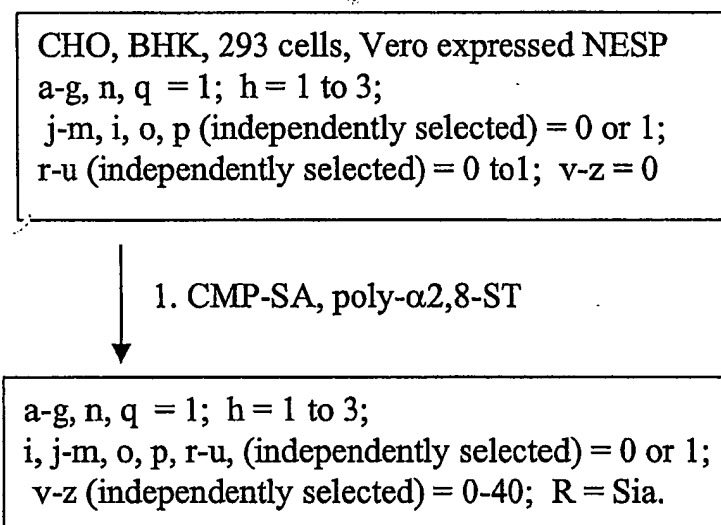 CHO, BHK, 293 cells, Vero expressed NESP
a-g, n, q = 1; h = 1 to 3;
j-m, i, o, p (independently selected) = 0 or 1;
r-u (independently selected) = 0 to1; v-z = 0
1. CMP-SA, poly-α2,8-ST
a-g, n, q = 1; h = 1 to 3;
i, j-m, o, p, r-u, (independently selected) = 0 or 1;
v-z (independently selected) = 0-40; R = Sia.